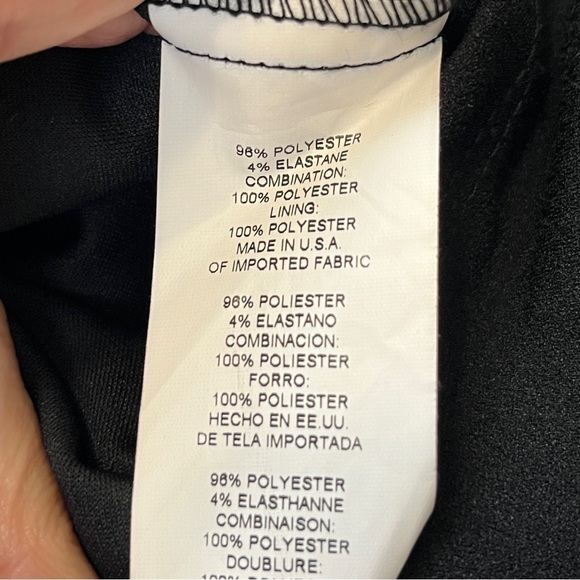 96% POLYESTER
4% ELASTANE
COMBINATION:
100% POLYESTER
LINING:
100% POLYESTER
MADE IN U.S.A.
OF IMPORTED FABRIC
96% POLIESTER
4% ELASTANO
COMBINACION:
100% POLIESTER
FORRO:
100% POLIESTER
HECHO EN EE.UU.
DE TELA IMPORTADA
96% POLYESTER
4% ELASTHANNE
COMBINAISON:
100% POLYESTER
DOUBLURE:
100% POLYESTER